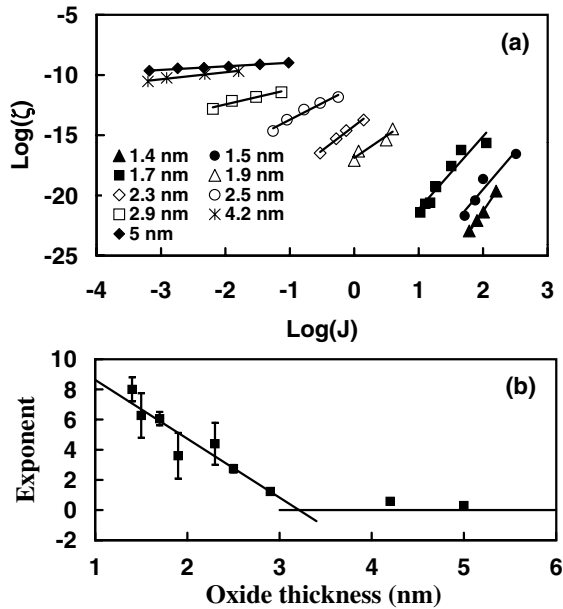 -5
(a)
-10
Log(ζ)
-15
1.4 nm 1.5 nm
1.7 nm 1.9 nm
-20
2.3 nm 2.5 nm
2.9 nm 4.2 nm
5 nm
-25
-4 -3 -2 -1 0 1 2 3
Log(J)
10
(b)
8
6
Exponent
4
2
0
-2
1 2 3 4 5 6
Oxide thickness (nm)